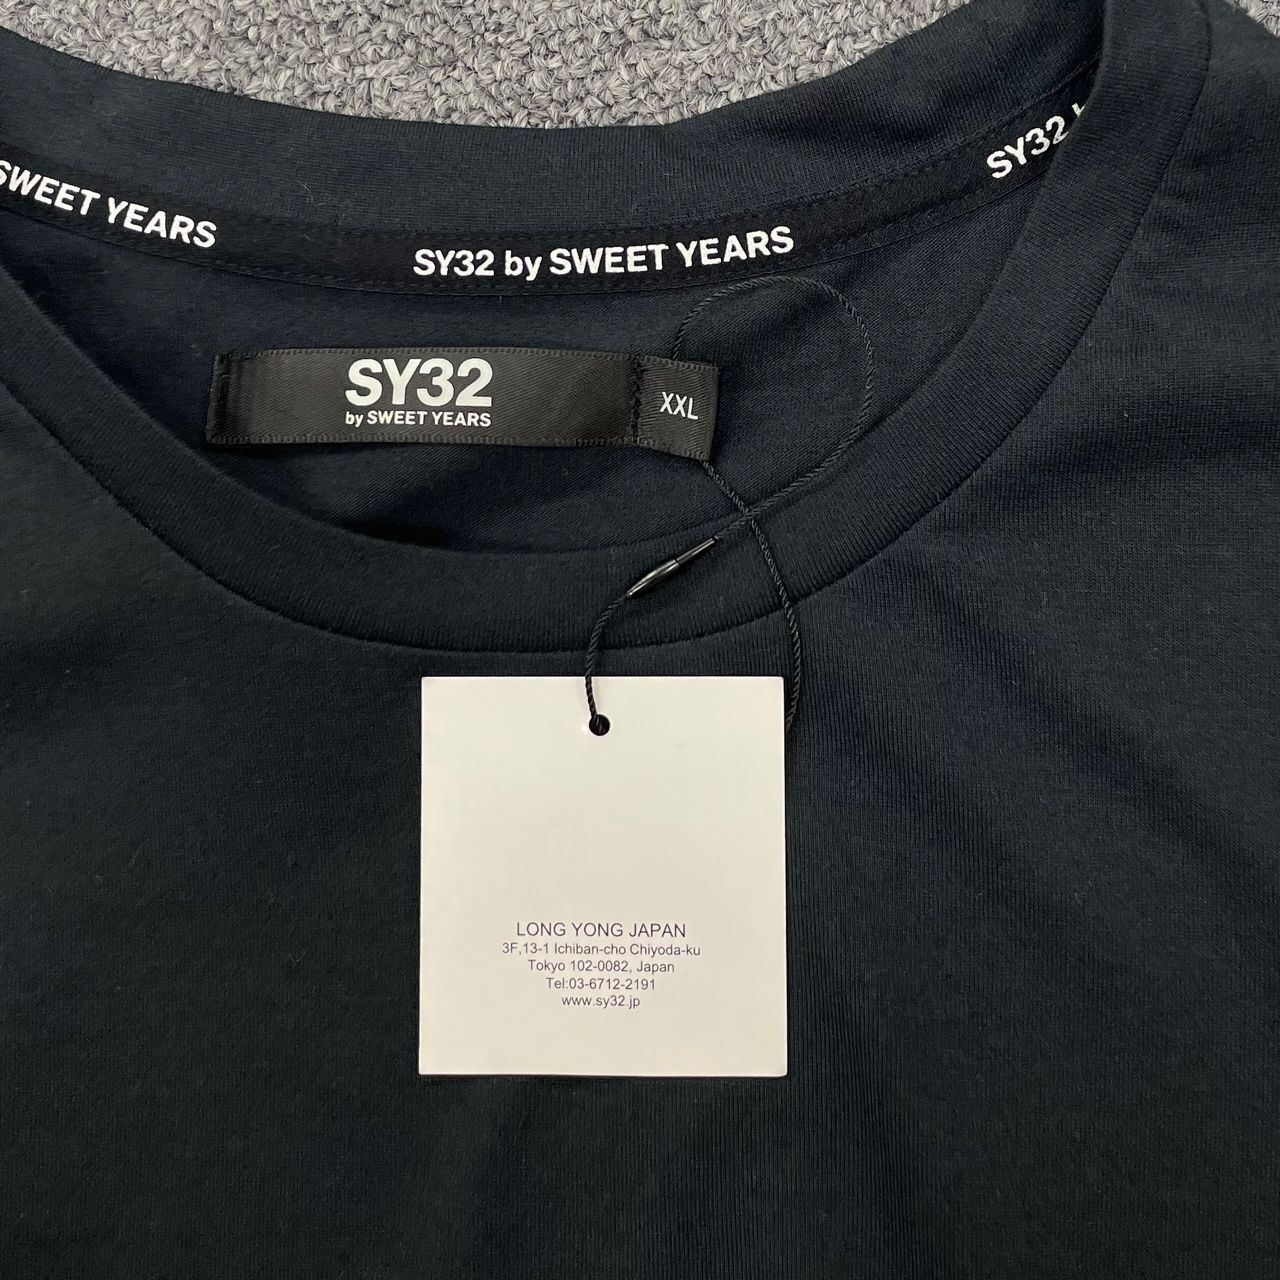 SWEET YEARS
SY32 by SWEET YEARS
SY32
SY32
by SWEET YEARS
XXL
LONG YONG JAPAN
3F,13-1 Ichiban-cho Chiyoda-ku
Tokyo 102-0082, Japan
Tel:03-6712-2191
www.sy32.jp